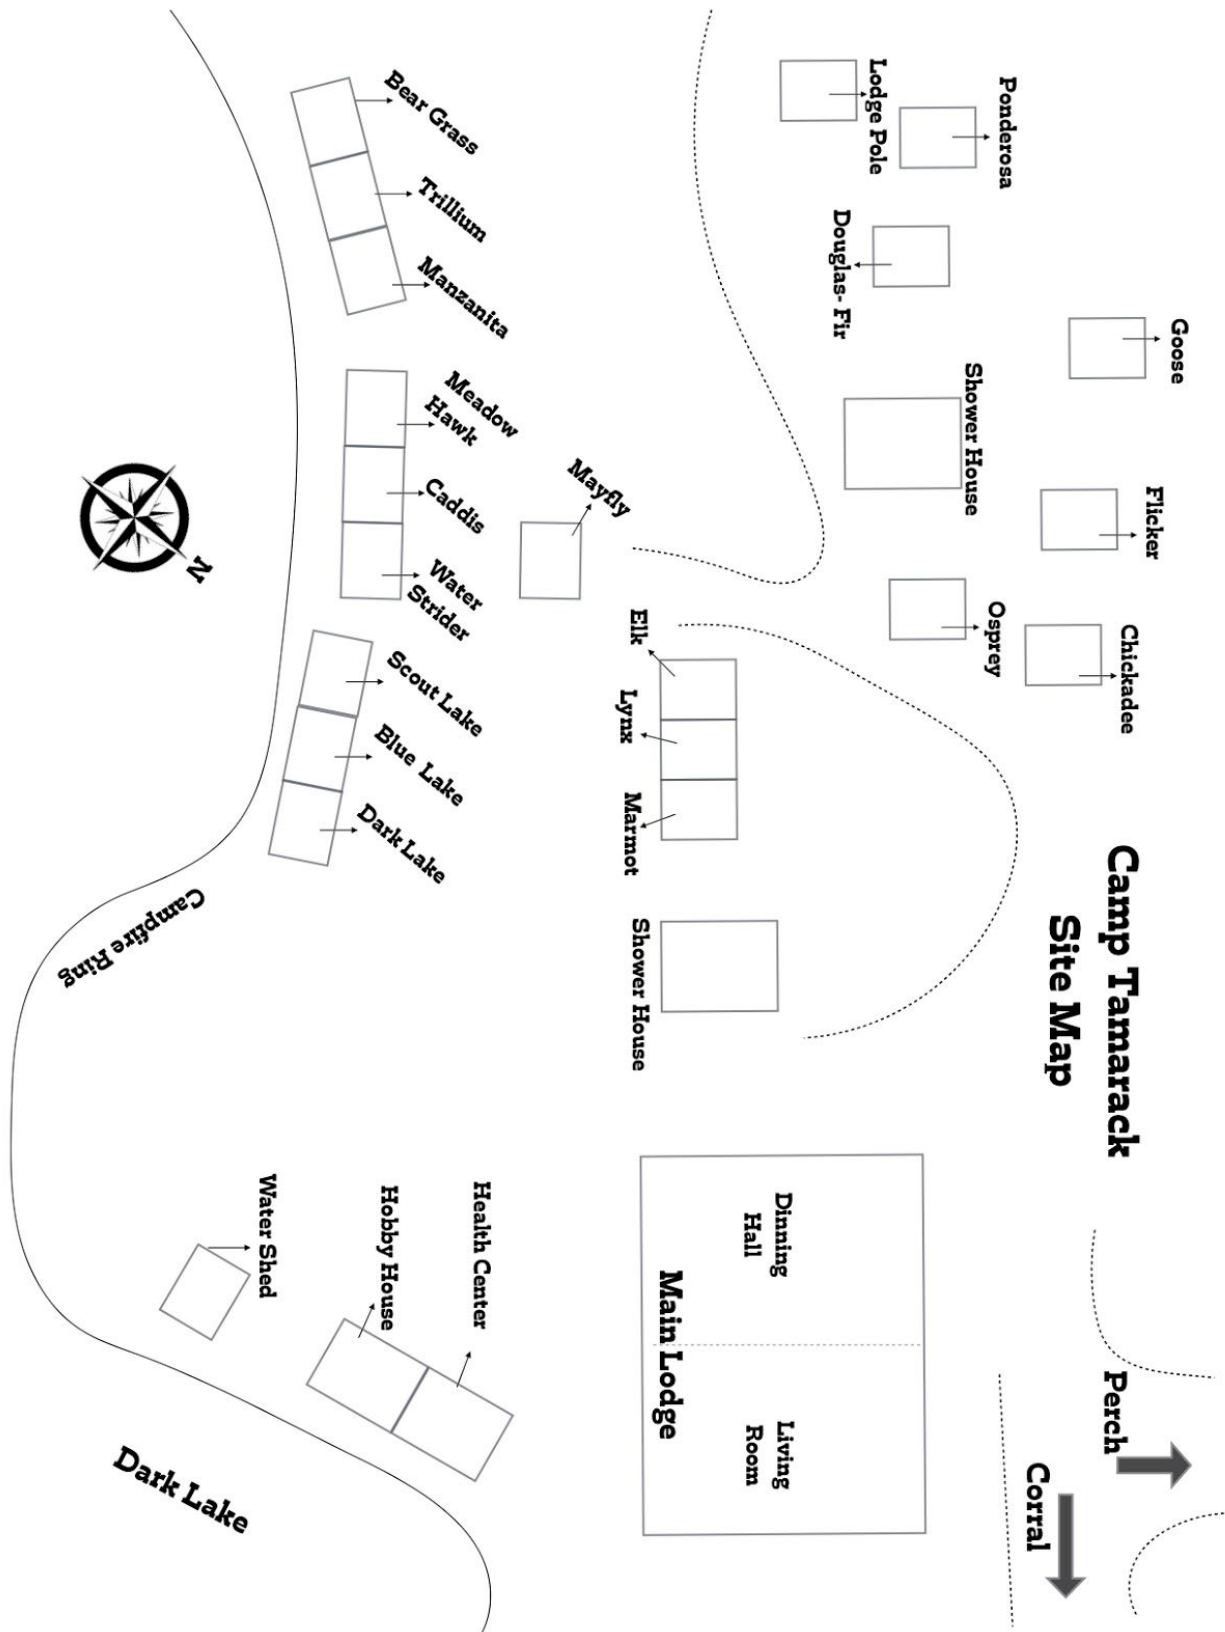 Camp Tamarack
Site Map
Goose
Flicker
Chickadee
Ponderosa
Osprey
Shower House
Lodge Pole
Douglas- Fir
Perch
Corral
Dinning
Hall
Living
Room
Main Lodge
Elk
Lynx
Marmot
Shower House
Mayfly
Bear Grass
Trillium
Manzanita
Meadow
Hawk
Caddis
Water
Strider
Scout Lake
Blue Lake
Dark Lake
Health Center
Hobby House
Water Shed
Campfire Ring
N
Dark Lake